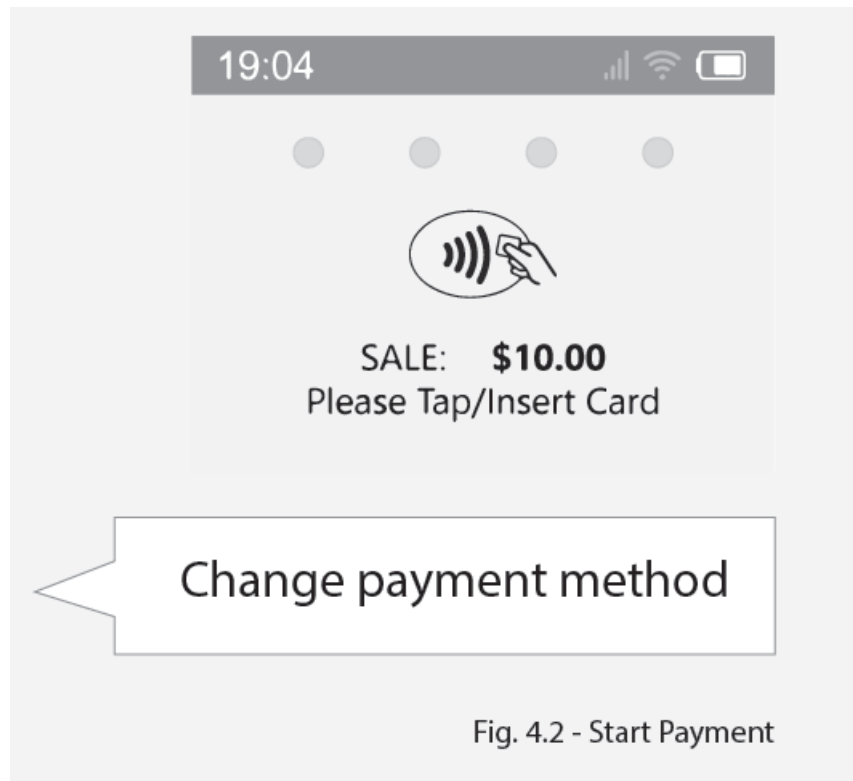 19:04
SALE: $10.00
Please Tap/Insert Card
Change payment method
Fig. 4.2 - Start Payment